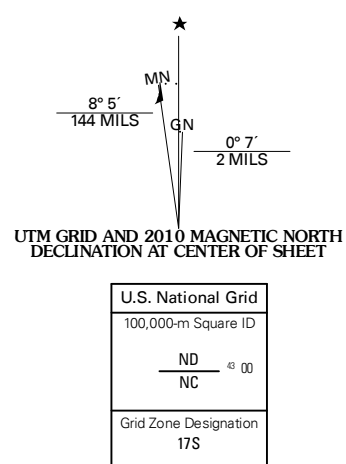 ★
MN
8° 5´
144 MILS
GN
0° 7´
2 MILS
UTM GRID AND 2010 MAGNETIC NORTH
DECLINATION AT CENTER OF SHEET
U.S. National Grid
100,000-m Square ID
ND
43 00
NC
Grid Zone Designation
17S